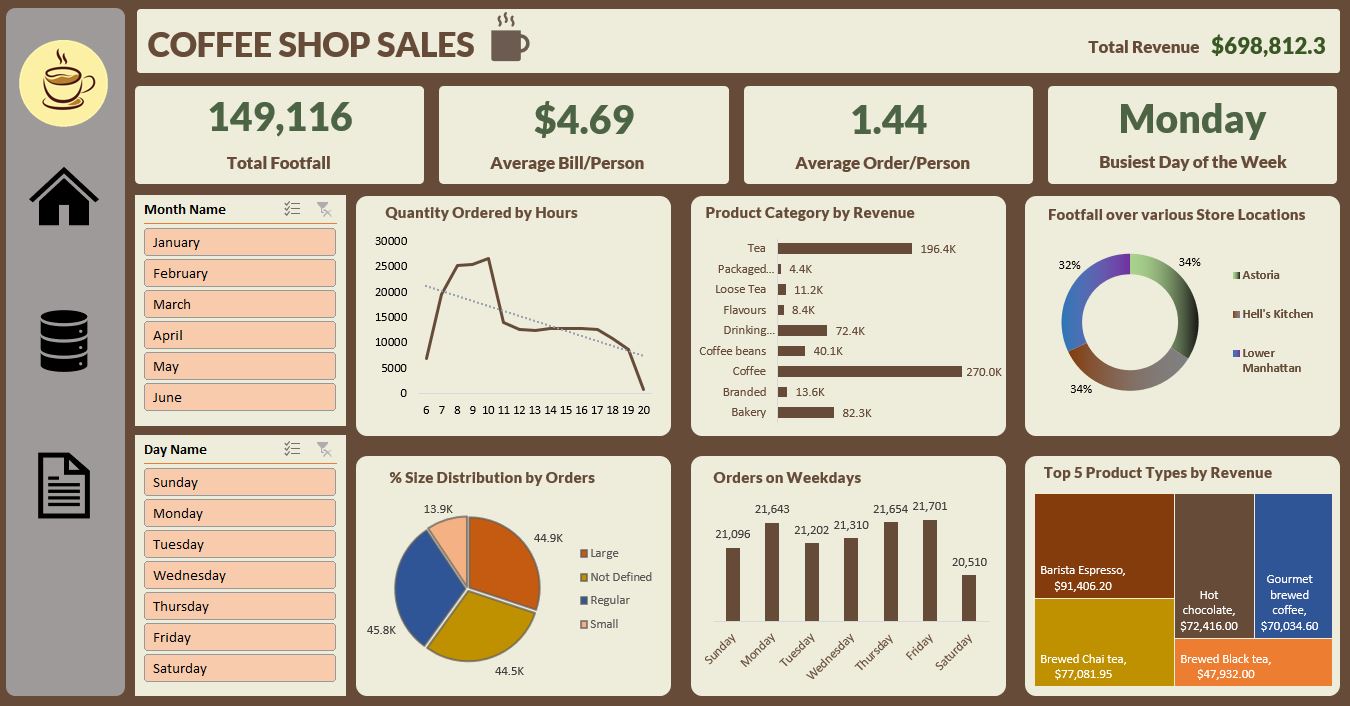 COFFEE SHOP SALES
Total Revenue $698,812.3
149,116
Total Footfall
$4.69
Average Bill/Person
1.44
Average Order/Person
Monday
Busiest Day of the Week
Month Name
January
February
March
April
May
June
Day Name
Sunday
Monday
Tuesday
Wednesday
Thursday
Friday
Saturday
Quantity Ordered by Hours
30000
25000
20000
15000
10000
5000
0
6 7 8 9 10 11 12 13 14 15 16 17 18 19 20
Product Category by Revenue
Tea 196.4K
Packaged... 4.4K
Loose Tea 11.2K
Flavours 8.4K
Drinking... 72.4K
Coffee beans 40.1K
Coffee 270.0K
Branded 13.6K
Bakery 82.3K
Footfall over various Store Locations
32%
34%
34%
Astoria
Hell's Kitchen
Lower
Manhattan
% Size Distribution by Orders
13.9K
44.9K
45.8K
44.5K
Large
Not Defined
Regular
Small
Orders on Weekdays
21,096
21,643
21,202
21,310
21,654
21,701
20,510
Sunday
Monday
Tuesday
Wednesday
Thursday
Friday
Saturday
Top 5 Product Types by Revenue
Barista Espresso,
$91,406.20
Brewed Chai tea,
$77,081.95
Hot
chocolate,
$72,416.00
Gourmet
brewed
coffee,
$70,034.60
Brewed Black tea,
$47,932.00